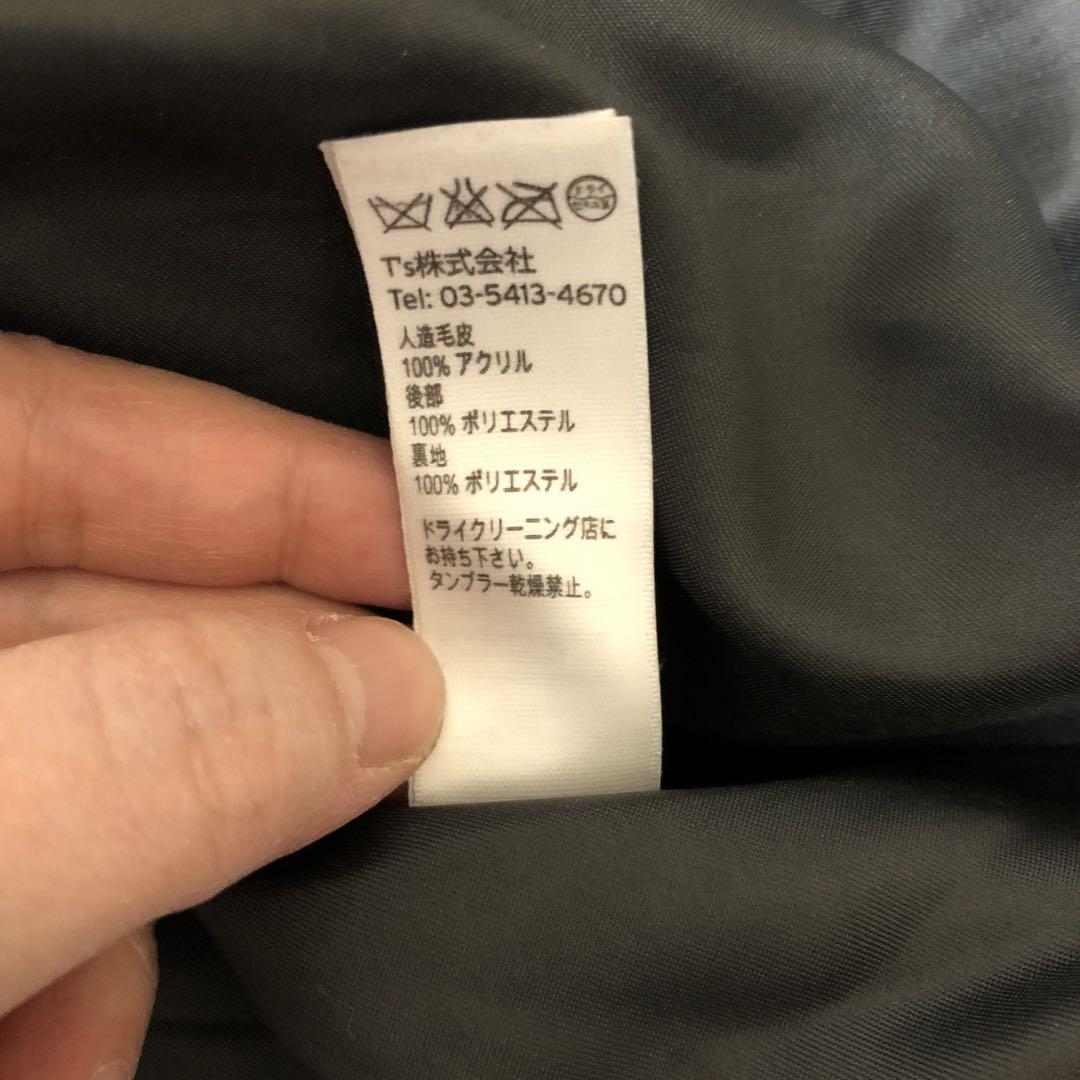 ドライ
T's株式会社
Tel: 03-5413-4670
人造毛皮
100% アクリル
後部
100% ポリエステル
裏地
100% ポリエステル
ドライクリーニング店に
お持ち下さい。
タンブラー乾燥禁止。